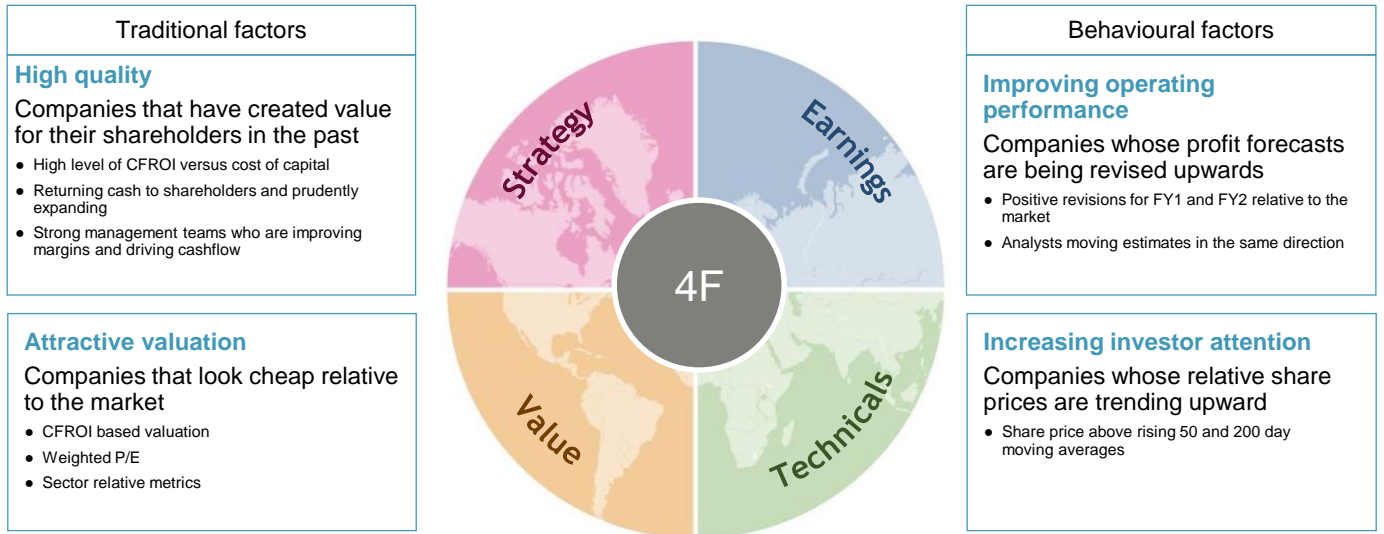 Traditional factors
High quality
Companies that have created value
for their shareholders in the past
● High level of CFROI versus cost of capital
● Returning cash to shareholders and prudently
expanding
● Strong management teams who are improving
margins and driving cashflow
Attractive valuation
Companies that look cheap relative
to the market
● CFROI based valuation
● Weighted P/E
● Sector relative metrics
Strategy
Earnings
4F
Value
Technicals
Behavioural factors
Improving operating
performance
Companies whose profit forecasts
are being revised upwards
● Positive revisions for FY1 and FY2 relative to the
market
● Analysts moving estimates in the same direction
Increasing investor attention
Companies whose relative share
prices are trending upward
● Share price above rising 50 and 200 day
moving averages